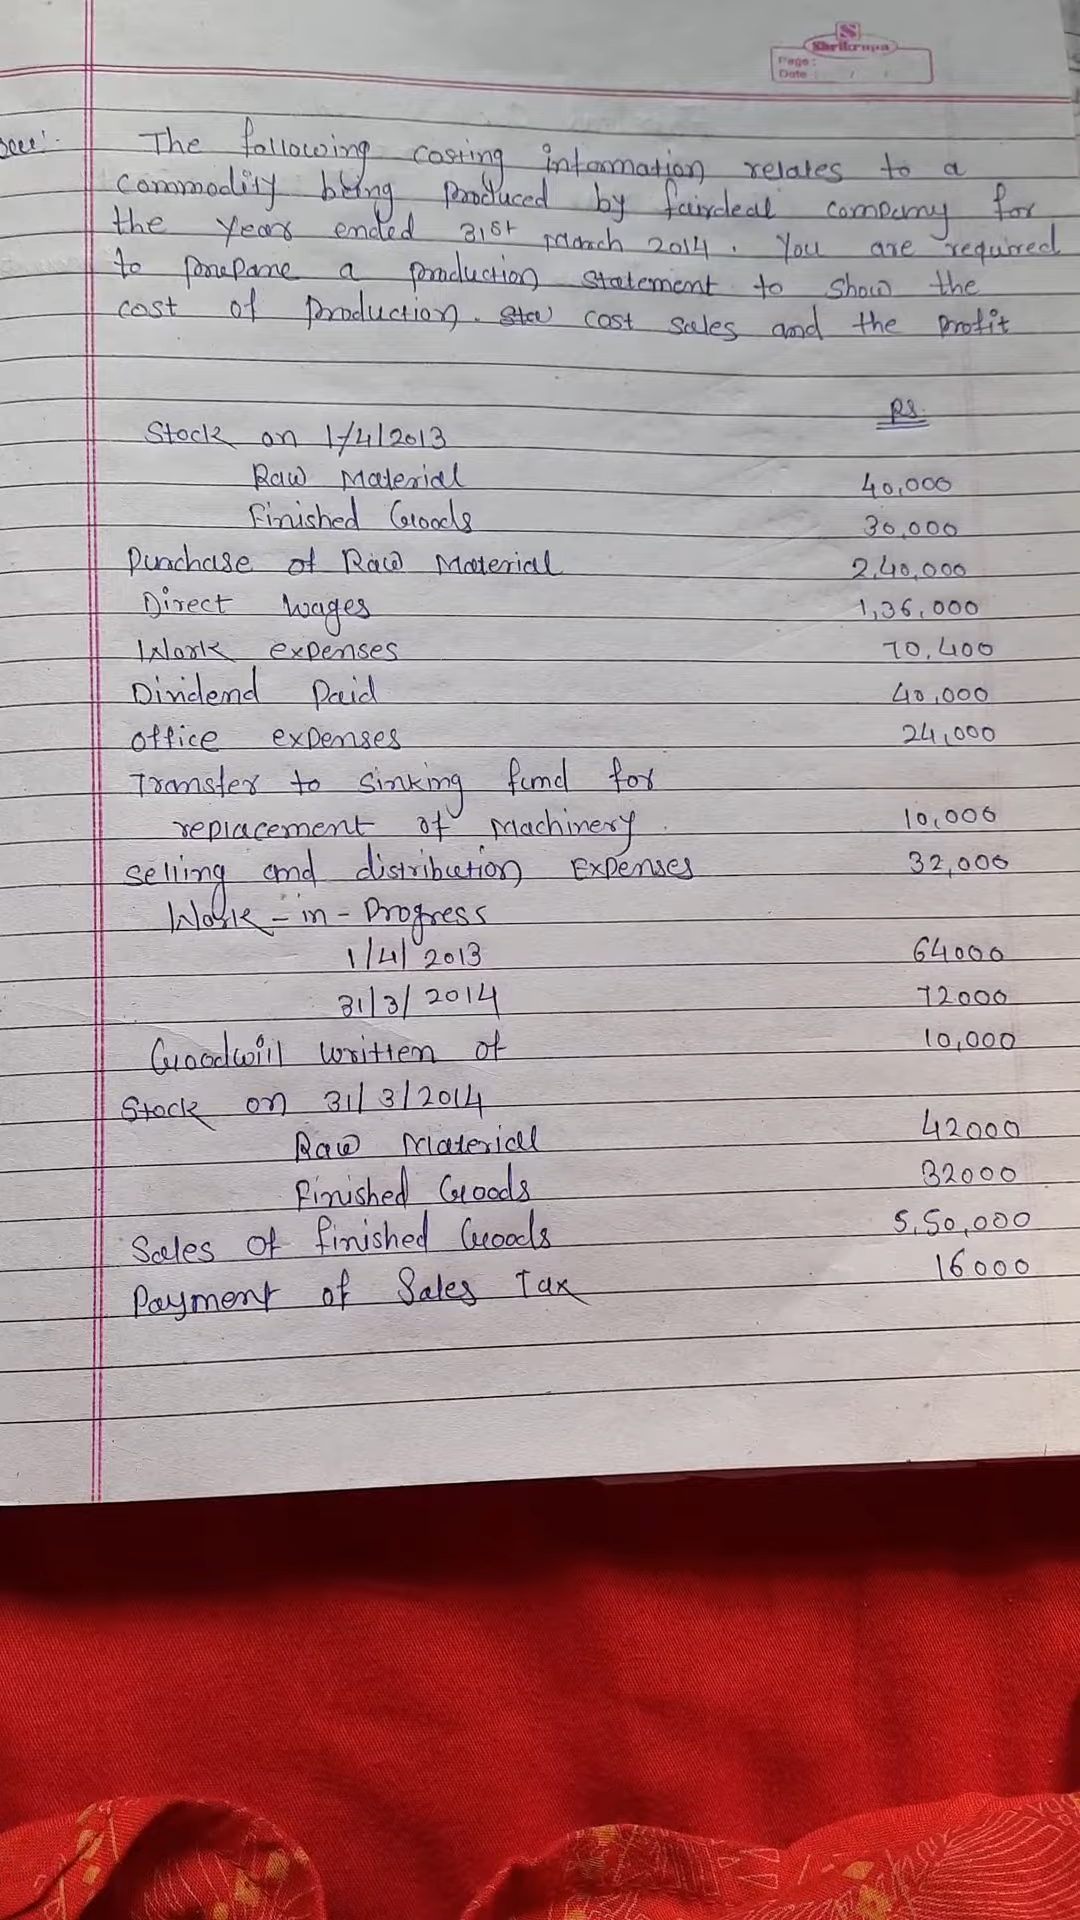 S
Shrikrupa
Page:
Date: / /
The following costing information relates to a
commodity being produced by fairdeal company for
the years ended 31st March 2014. You are required
to prepare a production statement to show the
cost of production. cost sales and the profit
RS.
Stock on 1/4/2013
Raw Material 40,000
Finished Goods 30,000
Purchase of Raw Material 2,40,000
Direct wages 1,36,000
Work expenses 70,400
Dividend Paid 40,000
office expenses 24,000
Transfer to sinking fund for
replacement of Machinery. 10,000
selling and distribution Expenses 32,000
Work-in-Progress
1/4/2013 64000
31/3/2014 72000
Goodwill written of 10,000
Stock on 31/3/2014
Raw Material 42000
Finished Goods 32000
Sales of finished Goods 5,50,000
Payment of Sales Tax 16000